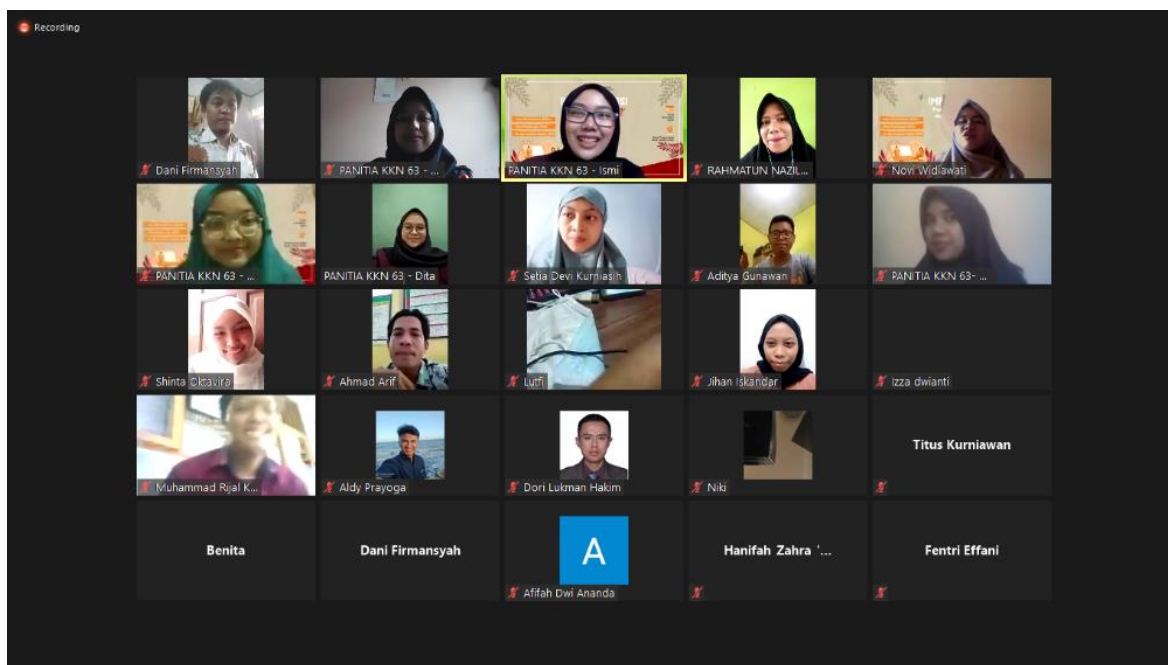 Recording
Dani Firmansyah
PANITIA KKN 63 - ...
PANITIA KKN 63 - Ismi
RAHMATUN NAZIL...
Novi Widiawati
PANITIA KKN 63 - ...
PANITIA KKN 63 - Dita
Setia Devi Kurniasih
Aditya Gunawan
PANITIA KKN 63- ...
Shinta Oktavira
Ahmad Arif
Lutfi
Jihan Iskandar
Izza dwianti
Muhammad Rijal K...
Aldy Prayoga
Dori Lukman Hakim
Niki
Titus Kurniawan
Benita
Dani Firmansyah
A
Afifah Dwi Ananda
Hanifah Zahra '...
Fentri Effani